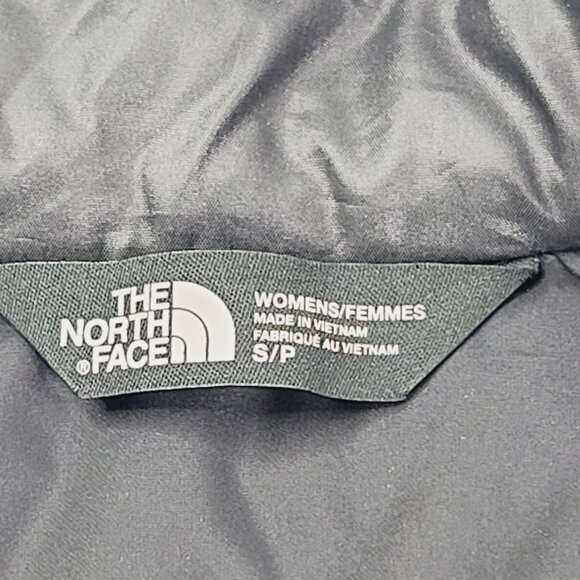 THE
NORTH
FACE®
WOMENS/FEMMES
MADE IN VIETNAM
FABRIQUÉ AU VIETNAM
S/P